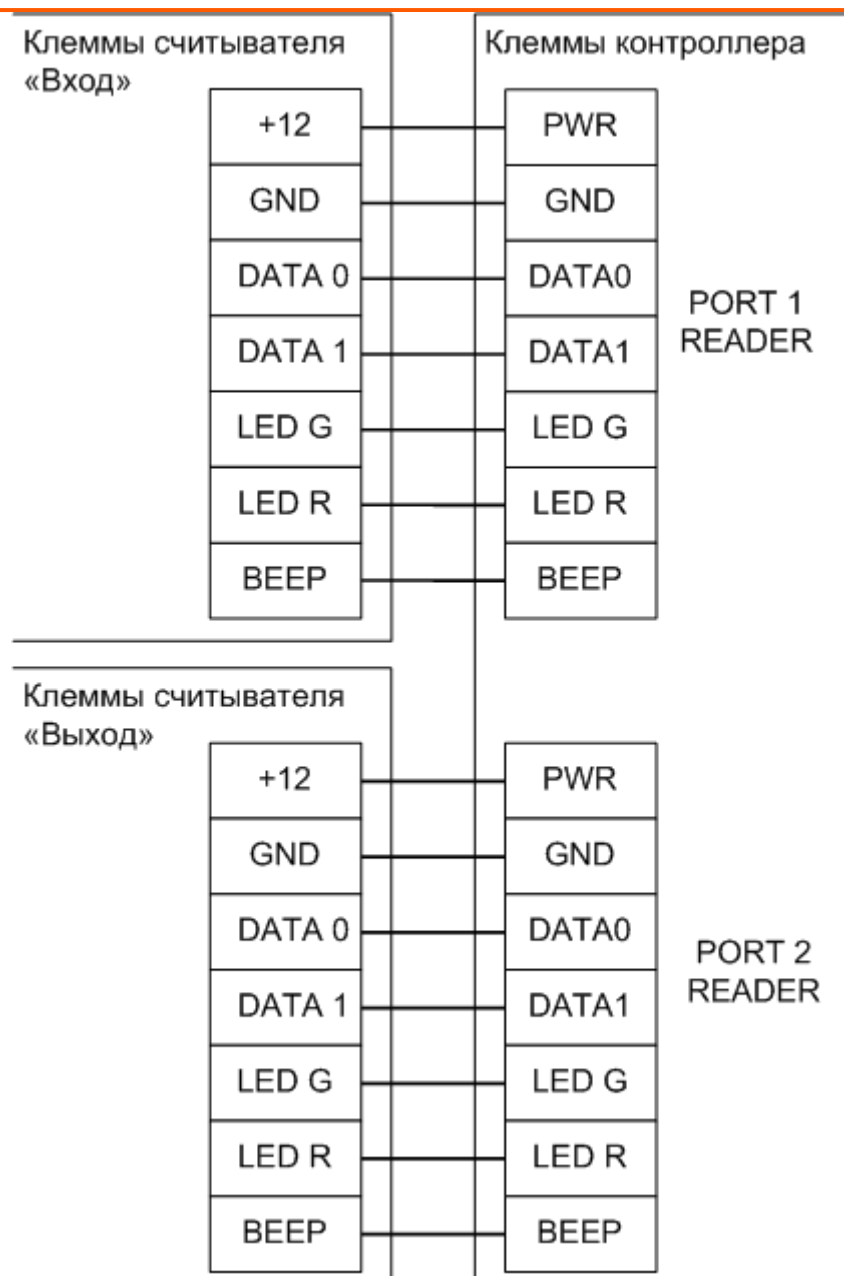 Клеммы считывателя
«Вход»
Клеммы контроллера
+12
PWR
GND
GND
DATA 0
DATA0
PORT 1
READER
DATA 1
DATA1
LED G
LED G
LED R
LED R
BEEP
BEEP
Клеммы считывателя
«Выход»
+12
PWR
GND
GND
DATA 0
DATA0
PORT 2
READER
DATA 1
DATA1
LED G
LED G
LED R
LED R
BEEP
BEEP